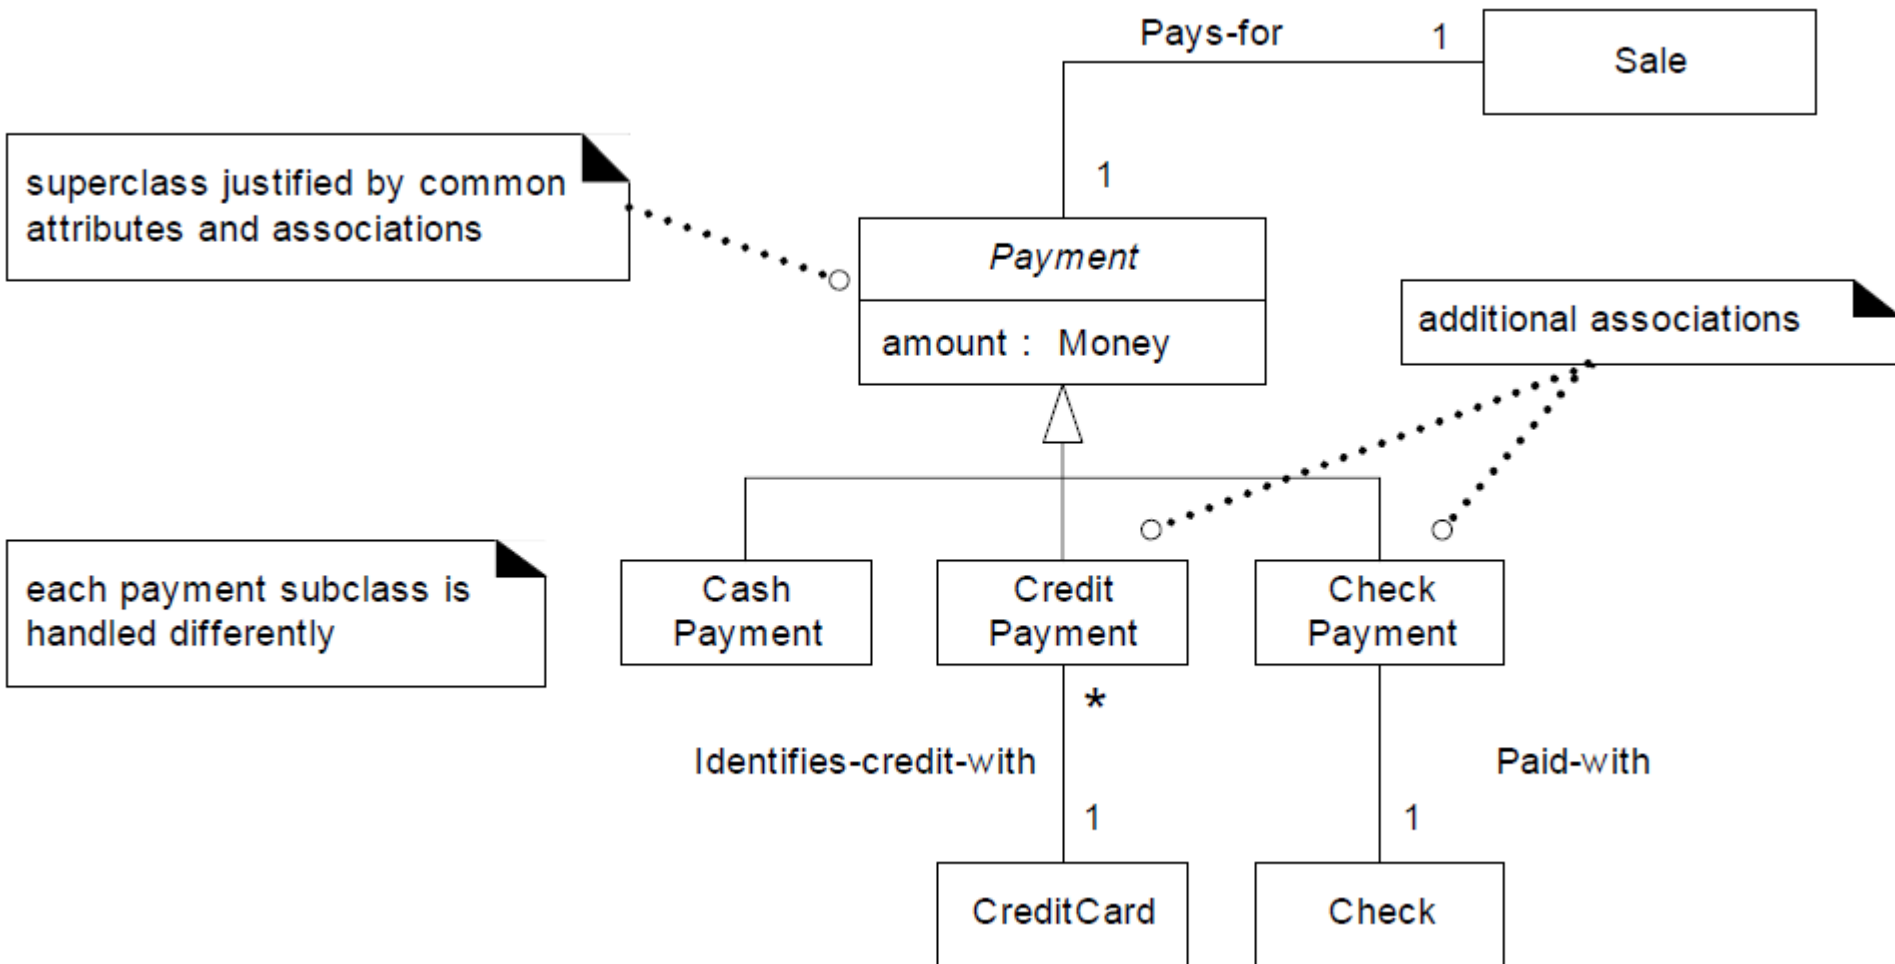 Pays-for
1
Sale
superclass justified by common
attributes and associations
1
Payment
amount : Money
additional associations
each payment subclass is
handled differently
Cash
Payment
Credit
Payment
Check
Payment
*
Identifies-credit-with
Paid-with
1
1
CreditCard
Check